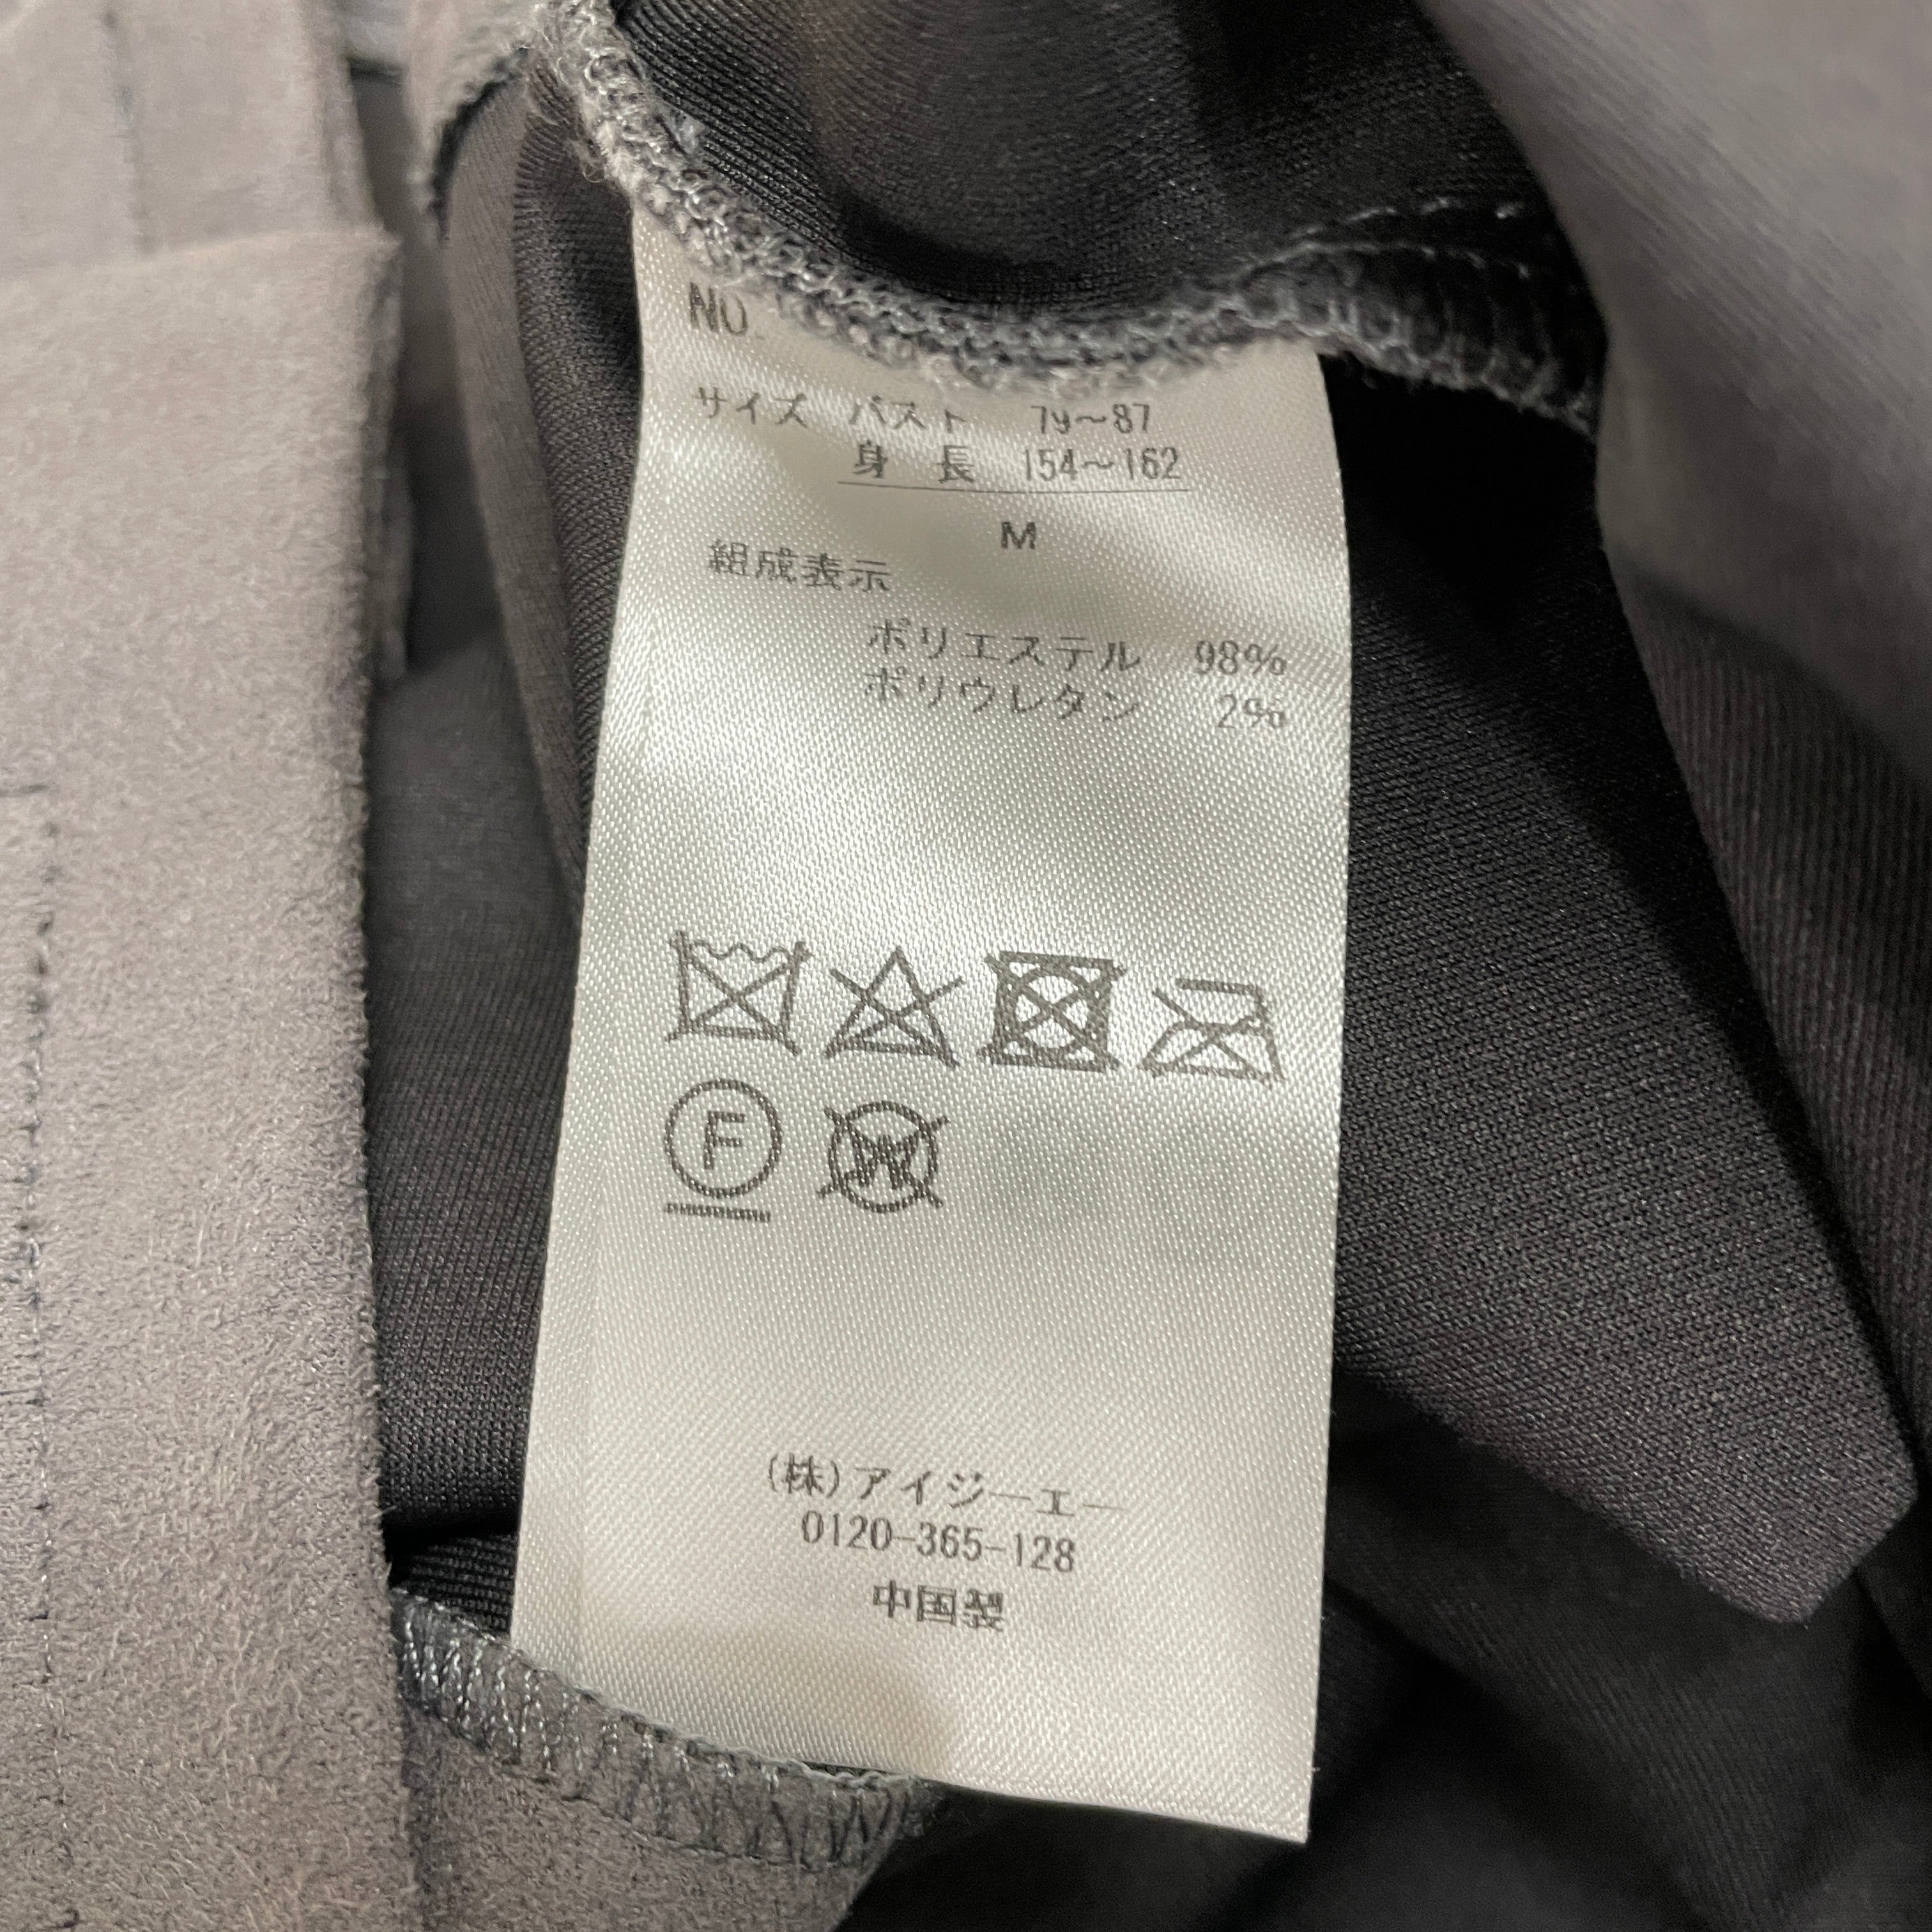 NO.
サイズ バスト 79～87
身長 154～162
M
組成表示
ポリエステル 98%
ポリウレタン 2%
F
W
(株)アイジーエー
0120-365-128
中国製